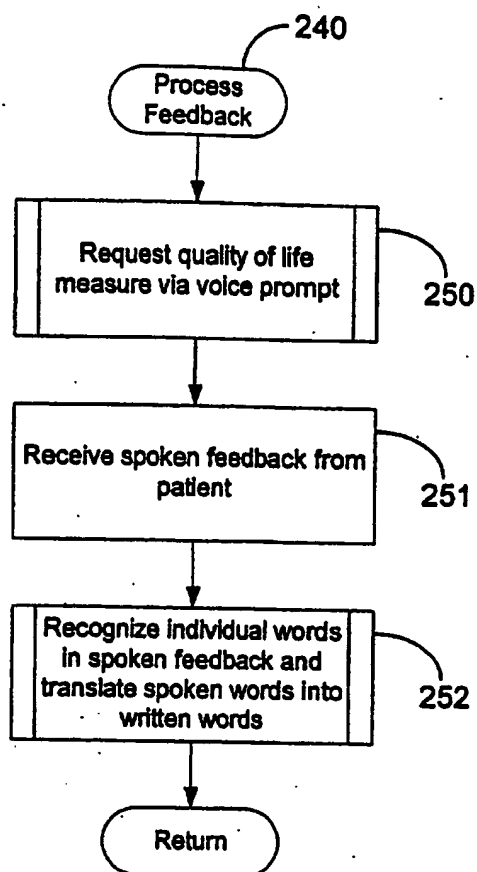 240
Process
Feedback
Request quality of life
measure via voice prompt
250
Receive spoken feedback from
patient
251
Recognize individual words
in spoken feedback and
translate spoken words into
written words
252
Return